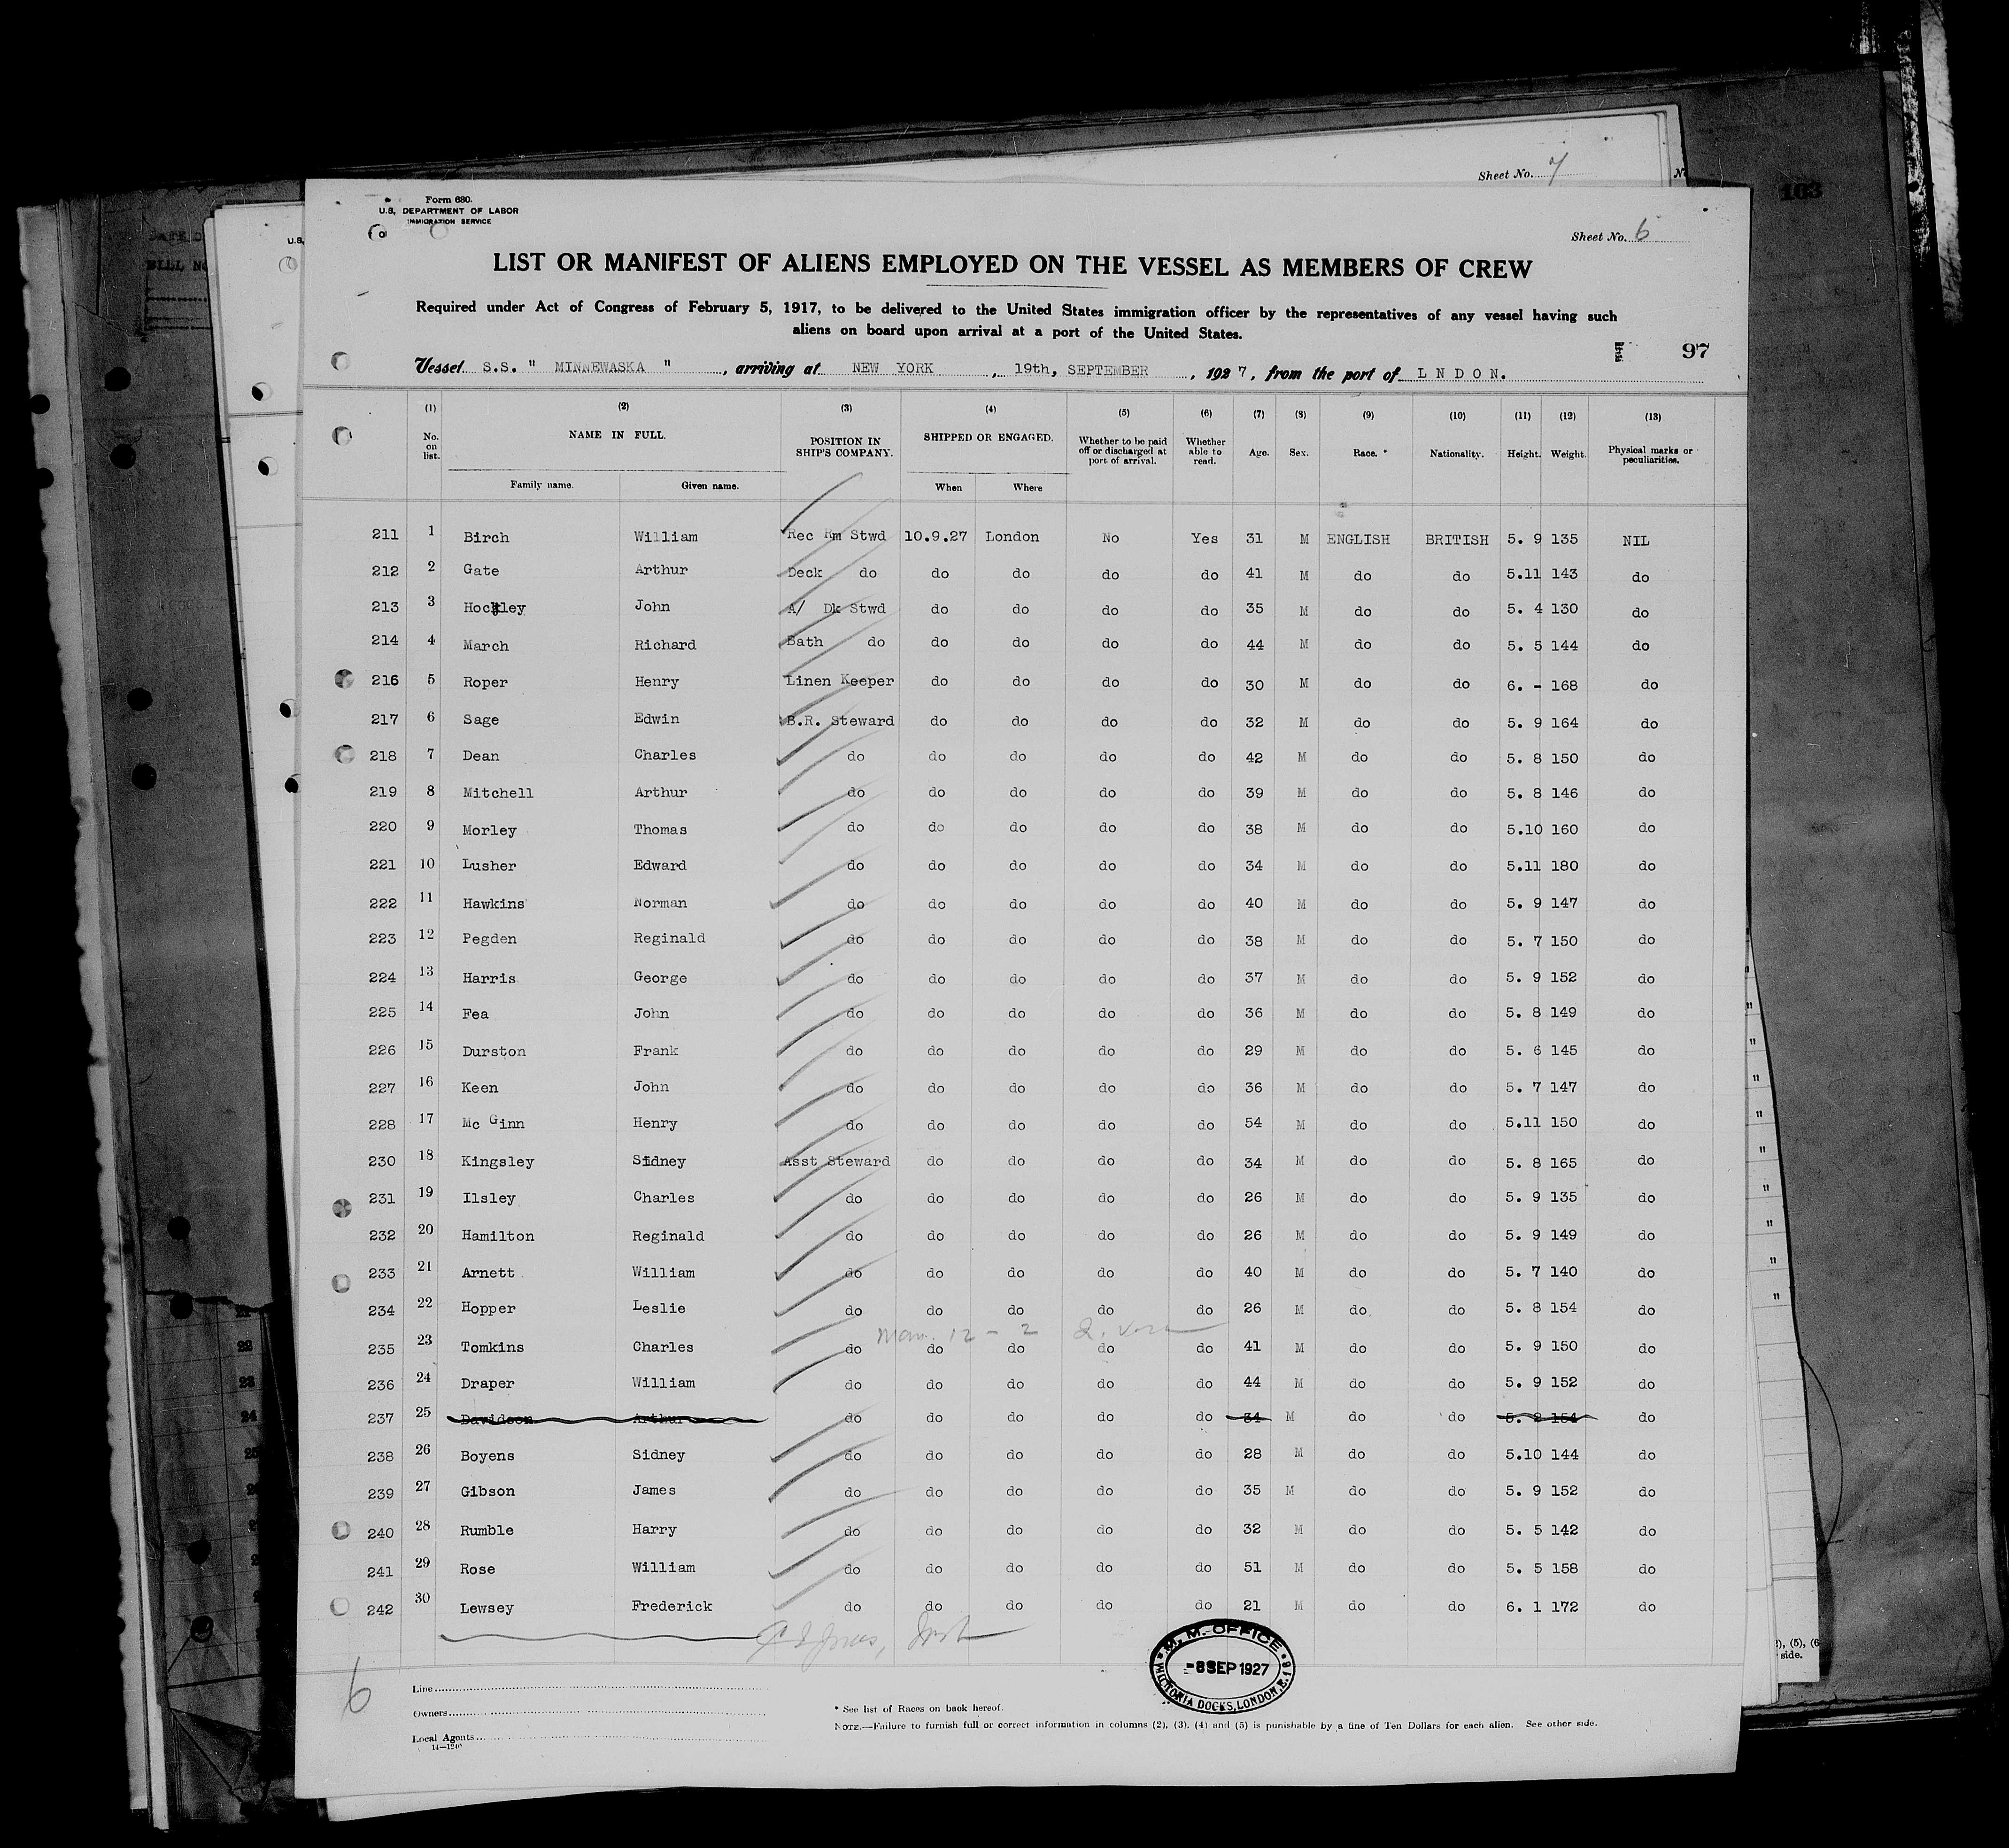 Sheet No. 7
103
Form 680.
U.S. DEPARTMENT OF LABOR
IMMIGRATION SERVICE
Sheet No. 6
LIST OR MANIFEST OF ALIENS EMPLOYED ON THE VESSEL AS MEMBERS OF CREW
Required under Act of Congress of February 5, 1917, to be delivered to the United States immigration officer by the representatives of any vessel having such
aliens on board upon arrival at a port of the United States.
97
Vessel S.S. " MINNEWASKA ", arriving at NEW YORK, 19th, SEPTEMBER, 1927, from the port of LNDON.
(1) (2) (3) (4) (5) (6) (7) (8) (9) (10) (11) (12) (13)
No. on list. NAME IN FULL. POSITION IN SHIP'S COMPANY. SHIPPED OR ENGAGED. Whether to be paid off or discharged at port of arrival. Whether able to read. Age. Sex. Race. * Nationality. Height. Weight. Physical marks or peculiarities.
Family name. Given name. When Where
211 1 Birch William Rec Rm Stwd 10.9.27 London No Yes 31 M ENGLISH BRITISH 5. 9 135 NIL
212 2 Gate Arthur Deck do do do do do 41 M do do 5.11 143 do
213 3 Hockley John A/ Dk Stwd do do do do 35 M do do 5. 4 130 do
214 4 March Richard Bath do do do do do 44 M do do 5. 5 144 do
216 5 Roper Henry Linen Keeper do do do do 30 M do do 6. - 168 do
217 6 Sage Edwin B.R. Steward do do do do 32 M do do 5. 9 164 do
218 7 Dean Charles do do do do do 42 M do do 5. 8 150 do
219 8 Mitchell Arthur do do do do do 39 M do do 5. 8 146 do
220 9 Morley Thomas do do do do do 38 M do do 5.10 160 do
221 10 Lusher Edward do do do do do 34 M do do 5.11 180 do
222 11 Hawkins Norman do do do do do 40 M do do 5. 9 147 do
223 12 Pegden Reginald do do do do do 38 M do do 5. 7 150 do
224 13 Harris George do do do do do 37 M do do 5. 9 152 do
225 14 Fea John do do do do do 36 M do do 5. 8 149 do
226 15 Durston Frank do do do do do 29 M do do 5. 6 145 do
227 16 Keen John do do do do do 36 M do do 5. 7 147 do
228 17 Mc Ginn Henry do do do do do 54 M do do 5.11 150 do
230 18 Kingsley Sidney Asst Steward do do do do 34 M do do 5. 8 165 do
231 19 Ilsley Charles do do do do do 26 M do do 5. 9 135 do
232 20 Hamilton Reginald do do do do do 26 M do do 5. 9 149 do
233 21 Arnett William do do do do do 40 M do do 5. 7 140 do
234 22 Hopper Leslie do do do do do 26 M do do 5. 8 154 do
235 23 Tomkins Charles do do do do do 41 M do do 5. 9 150 do
236 24 Draper William do do do do do 44 M do do 5. 9 152 do
237 25 Davidson Arthur do do do do do 34 M do do 5. 2 154 do
238 26 Boyens Sidney do do do do do 28 M do do 5.10 144 do
239 27 Gibson James do do do do do 35 M do do 5. 9 152 do
240 28 Rumble Harry do do do do do 32 M do do 5. 5 142 do
241 29 Rose William do do do do do 51 M do do 5. 5 158 do
242 30 Lewsey Frederick do do do do do 21 M do do 6. 1 172 do
M. M. OFFICE
-8 SEP 1927
VICTORIA DOCKS, LONDON, E.16
6
Line
Owners
Local Agents
14—1240
* See list of Races on back hereof.
NOTE.—Failure to furnish full or correct information in columns (2), (3), (4) and (5) is punishable by a fine of Ten Dollars for each alien. See other side.